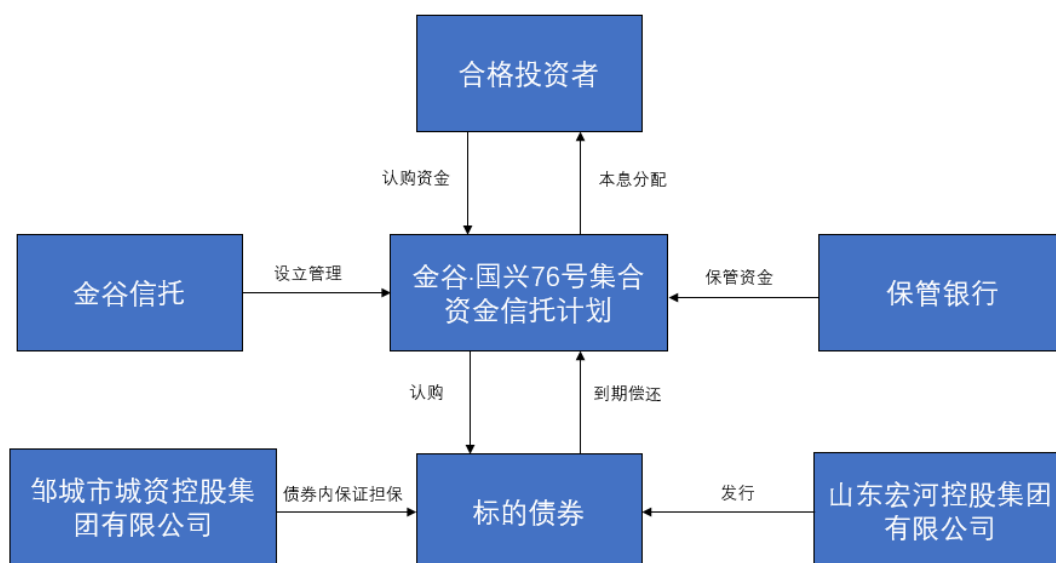 合格投资者
认购资金
本息分配
金谷信托
设立管理
金谷·国兴76号集合
资金信托计划
保管资金
保管银行
认购
到期偿还
邹城市城资控股集
团有限公司
债券内保证担保
标的债券
发行
山东宏河控股集团
有限公司